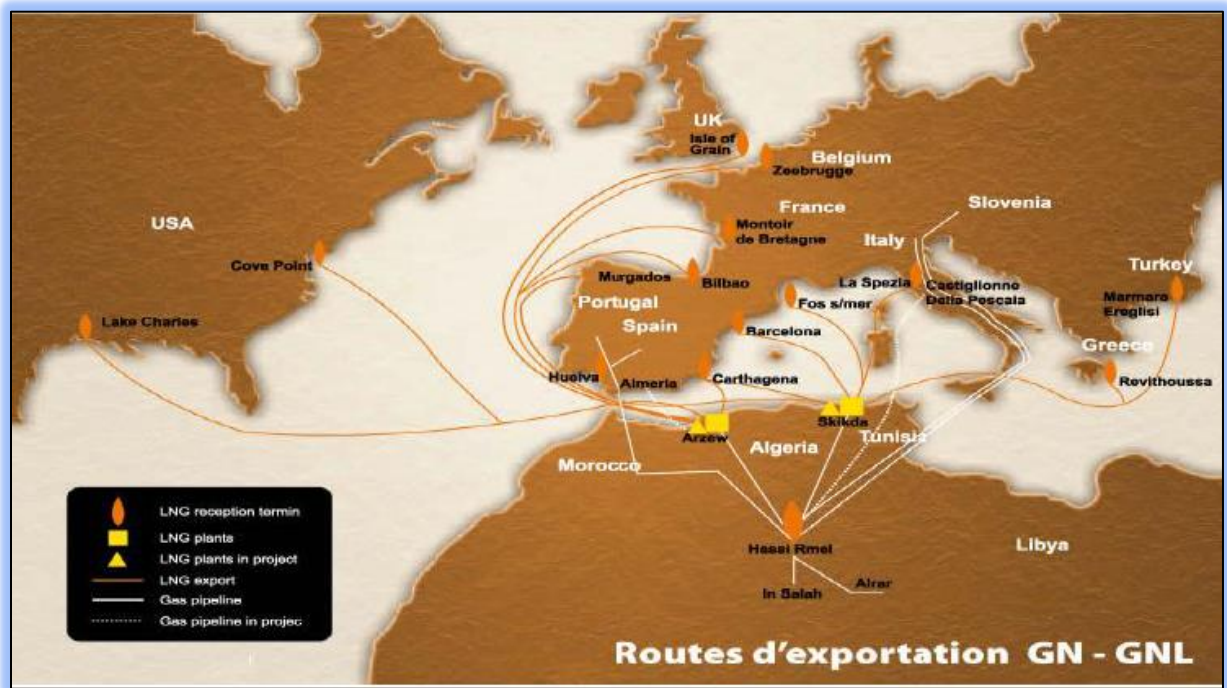 UK
Isle of
Grain
Belgium
Zeebrugge
Slovenia
France
USA
Montoir
de Bretagne
Italy
Cove Point
Turkey
Murgados
Bilbao
La Spezia
Castiglionne
Della Pescaia
Marmara
Ereglisi
Portugal
Fos s/mer
Lake Charles
Spain
Barcelona
Greece
Huelva
Almeria
Carthagena
Revithoussa
Arzew
Skikda
Algeria
Tunisia
Morocco
Hassi Rmel
Libya
In Salah
Alrar
LNG reception termin
LNG plants
LNG plants in project
LNG export
Gas pipeline
Gas pipeline in projec
Routes d'exportation GN - GNL